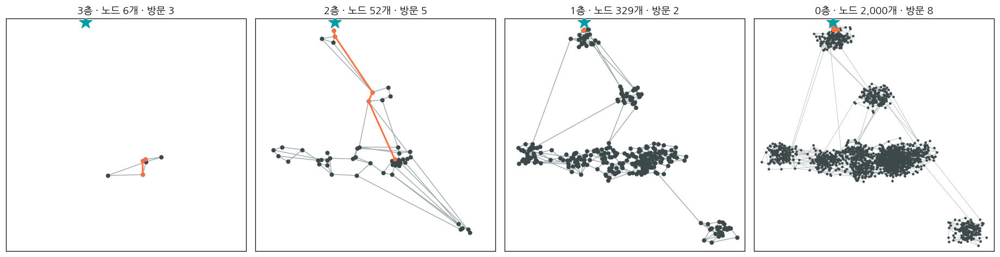 3층 · 노드 6개 · 방문 3
2층 · 노드 52개 · 방문 5
1층 · 노드 329개 · 방문 2
0층 · 노드 2,000개 · 방문 8